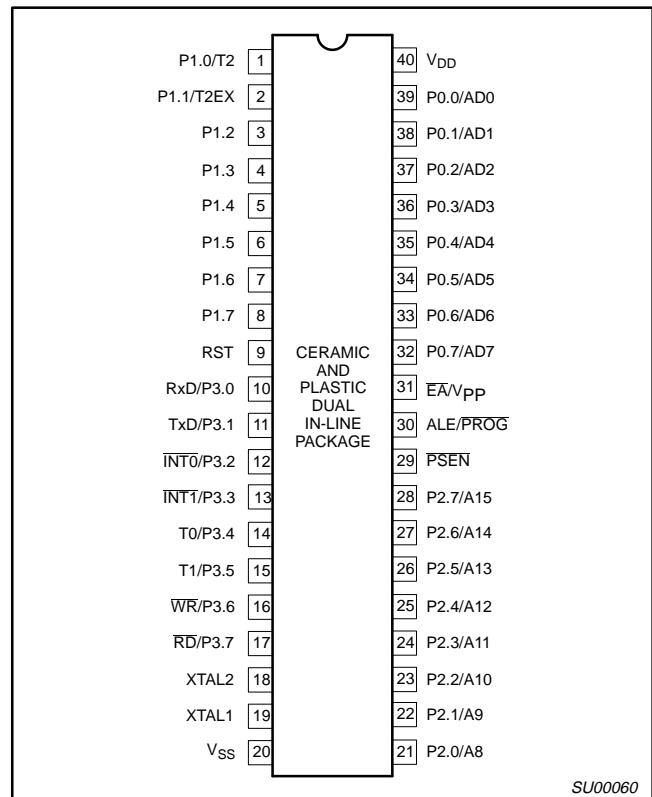 P1.0/T2 1
P1.1/T2EX 2
P1.2 3
P1.3 4
P1.4 5
P1.5 6
P1.6 7
P1.7 8
RST 9
RxD/P3.0 10
TxD/P3.1 11
I̅N̅T̅0̅/P3.2 12
I̅N̅T̅1̅/P3.3 13
T0/P3.4 14
T1/P3.5 15
W̅R̅/P3.6 16
R̅D̅/P3.7 17
XTAL2 18
XTAL1 19
VSS 20
CERAMIC
AND
PLASTIC
DUAL
IN-LINE
PACKAGE
40 VDD
39 P0.0/AD0
38 P0.1/AD1
37 P0.2/AD2
36 P0.3/AD3
35 P0.4/AD4
34 P0.5/AD5
33 P0.6/AD6
32 P0.7/AD7
31 E̅A̅/VPP
30 ALE/P̅R̅O̅G̅
29 P̅S̅E̅N̅
28 P2.7/A15
27 P2.6/A14
26 P2.5/A13
25 P2.4/A12
24 P2.3/A11
23 P2.2/A10
22 P2.1/A9
21 P2.0/A8
SU00060